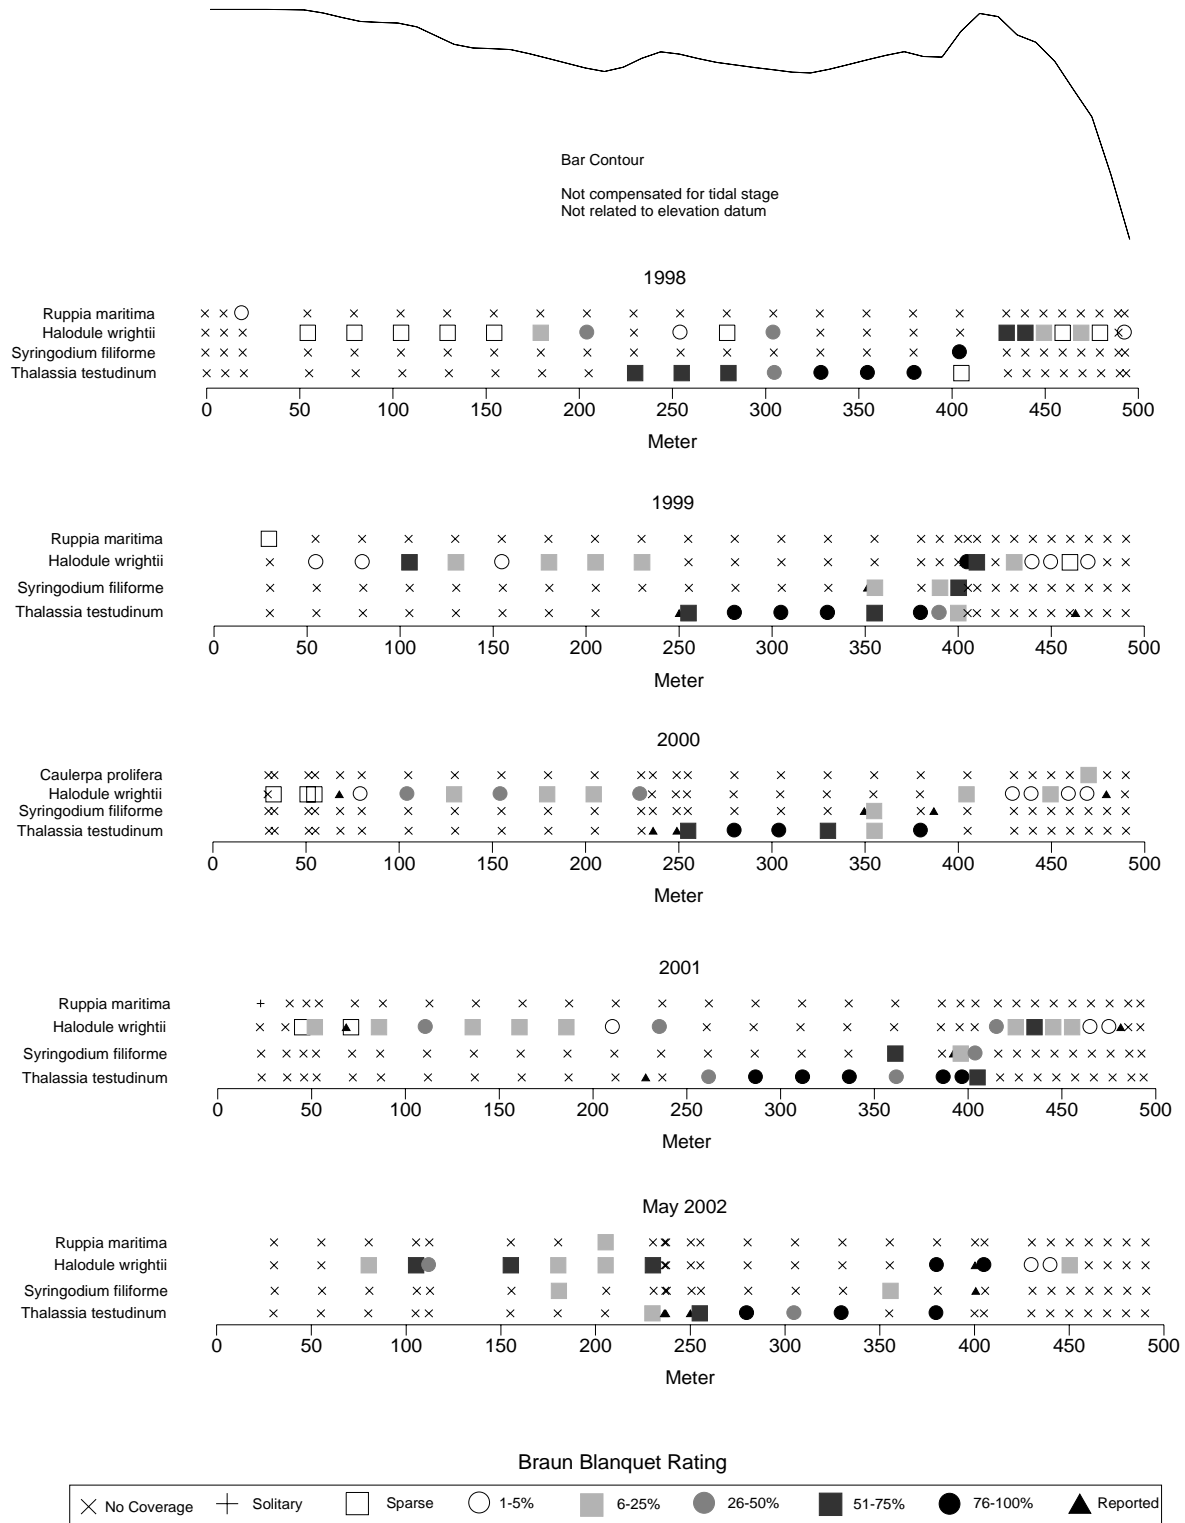 Bar Contour
Not compensated for tidal stage
Not related to elevation datum
1998
Ruppia maritima
Halodule wrightii
Syringodium filiforme
Thalassia testudinum
0 50 100 150 200 250 300 350 400 450 500
Meter
1999
Ruppia maritima
Halodule wrightii
Syringodium filiforme
Thalassia testudinum
0 50 100 150 200 250 300 350 400 450 500
Meter
2000
Caulerpa prolifera
Halodule wrightii
Syringodium filiforme
Thalassia testudinum
0 50 100 150 200 250 300 350 400 450 500
Meter
2001
Ruppia maritima
Halodule wrightii
Syringodium filiforme
Thalassia testudinum
0 50 100 150 200 250 300 350 400 450 500
Meter
May 2002
Ruppia maritima
Halodule wrightii
Syringodium filiforme
Thalassia testudinum
0 50 100 150 200 250 300 350 400 450 500
Meter
Braun Blanquet Rating
No Coverage Solitary Sparse 1-5% 6-25% 26-50% 51-75% 76-100% Reported